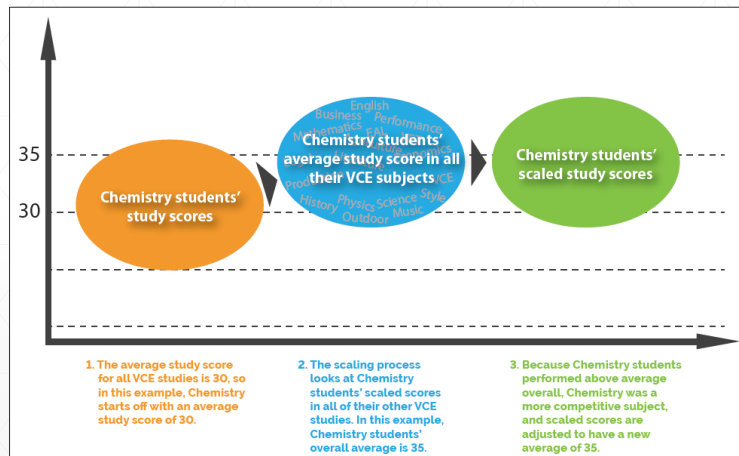 35
30
Chemistry students'
study scores
English
Business
Performance
Mathematics
EAL
Chemistry students'
average study score in all
their VCE subjects
VCE
History
Physics
Science
Style
Outdoor
Music
Chemistry students'
scaled study scores
1. The average study score
for all VCE studies is 30, so
in this example, Chemistry
starts off with an average
study score of 30.
2. The scaling process
looks at Chemistry
students' scaled scores
in all of their other VCE
studies. In this example,
Chemistry students'
overall average is 35.
3. Because Chemistry students
performed above average
overall, Chemistry was a
more competitive subject,
and scaled scores are
adjusted to have a new
average of 35.